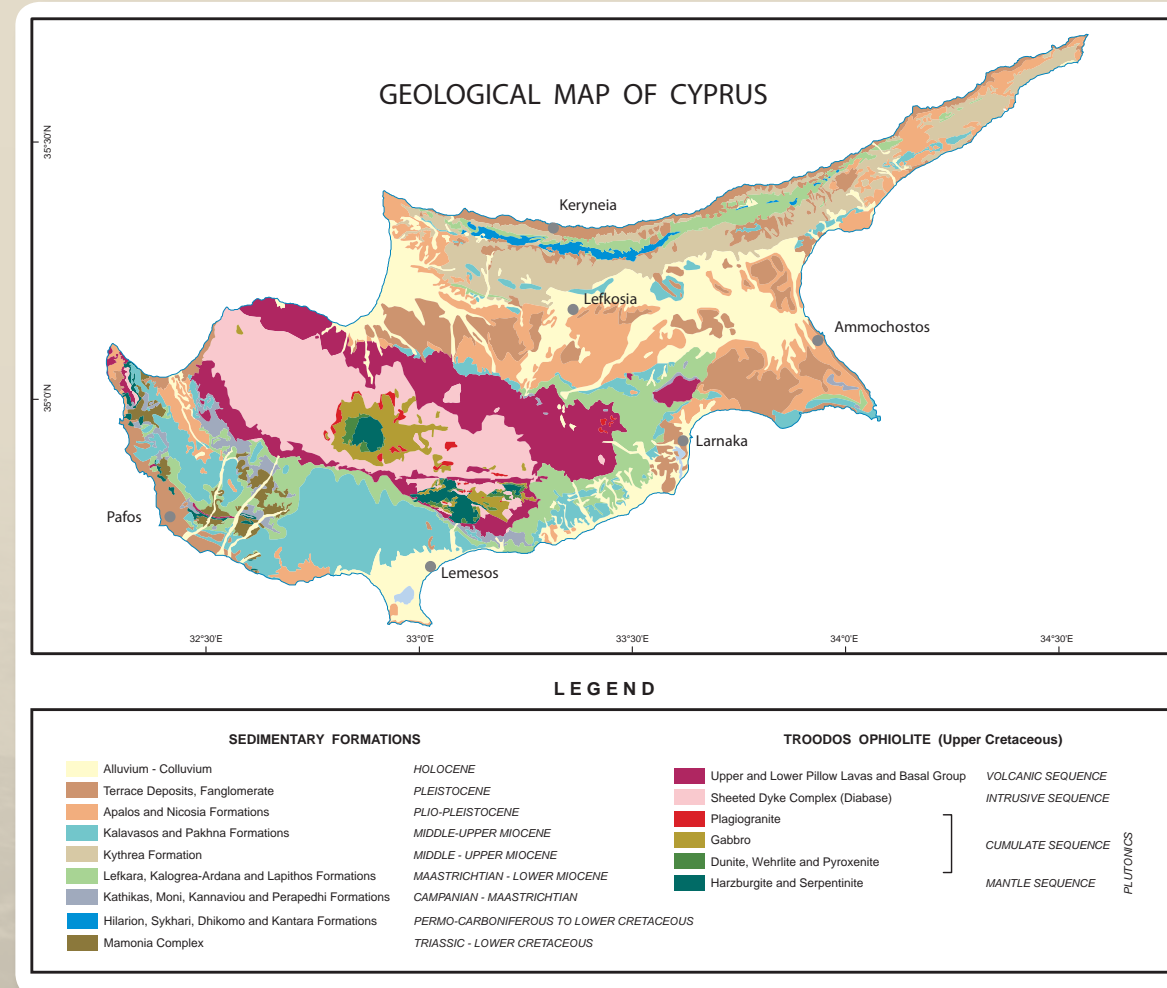 GEOLOGICAL MAP OF CYPRUS
35°30'N
Keryneia
Lefkosia
Ammochostos
35°0'N
Larnaka
Pafos
Lemesos
32°30'E
33°0'E
33°30'E
34°0'E
34°30'E
LEGEND
SEDIMENTARY FORMATIONS
Alluvium - Colluvium HOLOCENE
Terrace Deposits, Fanglomerate PLEISTOCENE
Apalos and Nicosia Formations PLIO-PLEISTOCENE
Kalavasos and Pakhna Formations MIDDLE-UPPER MIOCENE
Kythrea Formation MIDDLE - UPPER MIOCENE
Lefkara, Kalogrea-Ardana and Lapithos Formations MAASTRICHTIAN - LOWER MIOCENE
Kathikas, Moni, Kannaviou and Perapedhi Formations CAMPANIAN - MAASTRICHTIAN
Hilarion, Sykhari, Dhikomo and Kantara Formations PERMO-CARBONIFEROUS TO LOWER CRETACEOUS
Mamonia Complex TRIASSIC - LOWER CRETACEOUS
TROODOS OPHIOLITE (Upper Cretaceous)
Upper and Lower Pillow Lavas and Basal Group VOLCANIC SEQUENCE
Sheeted Dyke Complex (Diabase) INTRUSIVE SEQUENCE
Plagiogranite
Gabbro
CUMULATE SEQUENCE
Dunite, Wehrlite and Pyroxenite
Harzburgite and Serpentinite MANTLE SEQUENCE
PLUTONICS